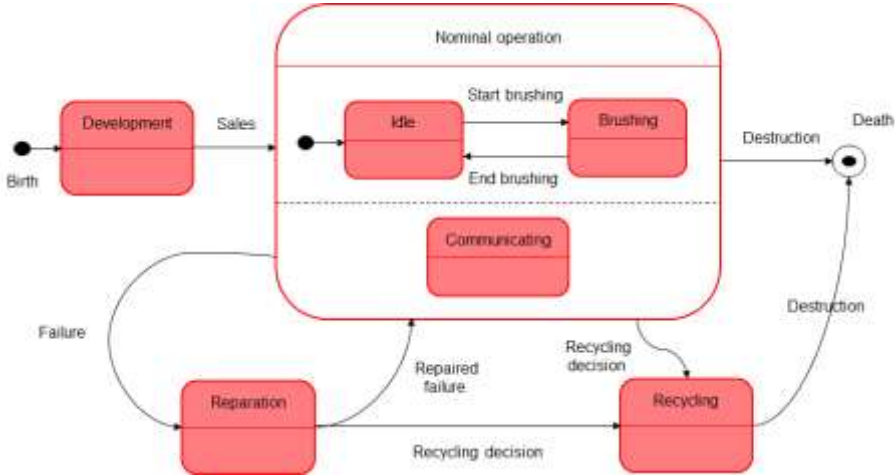 Nominal operation
Start brushing
Development
Sales
Idle
Brushing
Death
Destruction
Birth
End brushing
Communicating
Destruction
Failure
Recycling
decision
Repaired
failure
Reparation
Recycling
Recycling decision